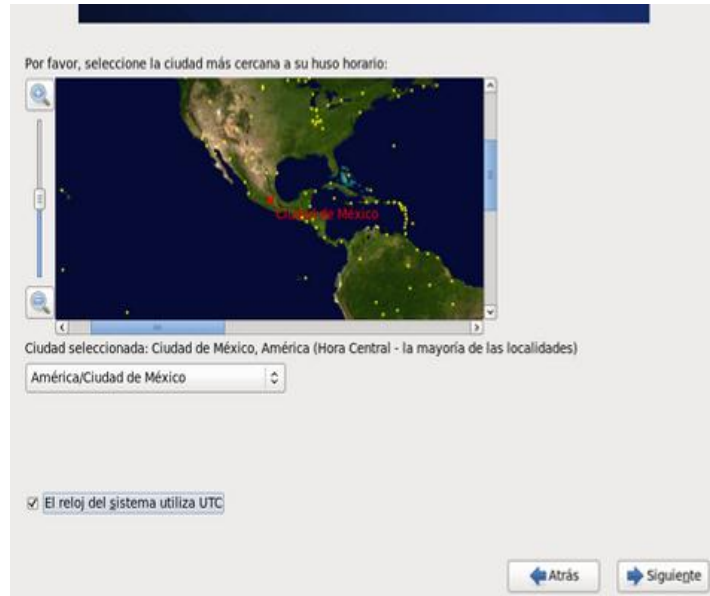 Por favor, seleccione la ciudad más cercana a su huso horario:
Ciudad de México
Ciudad seleccionada: Ciudad de México, América (Hora Central - la mayoría de las localidades)
América/Ciudad de México
El reloj del sistema utiliza UTC
Atrás
Siguiente